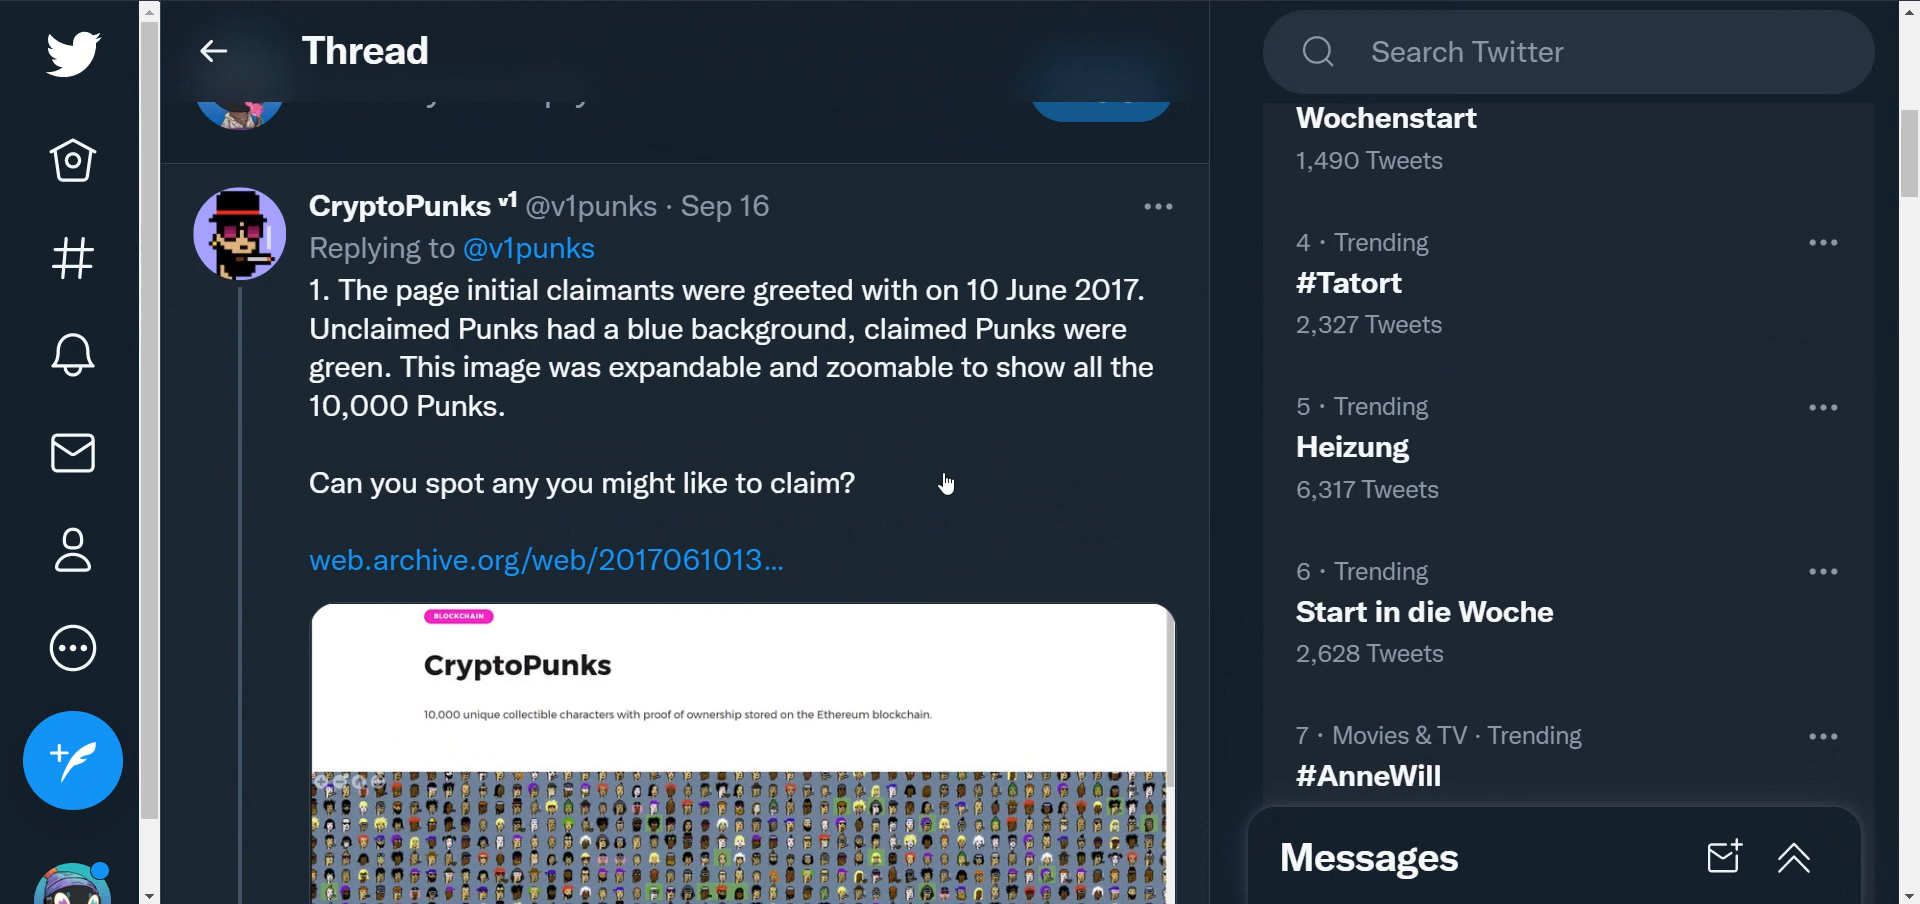 Thread
CryptoPunks v1 @v1punks · Sep 16
Replying to @v1punks
1. The page initial claimants were greeted with on 10 June 2017.
Unclaimed Punks had a blue background, claimed Punks were
green. This image was expandable and zoomable to show all the
10,000 Punks.
Can you spot any you might like to claim?
web.archive.org/web/2017061013...
BLOCKCHAIN
CryptoPunks
10,000 unique collectible characters with proof of ownership stored on the Ethereum blockchain.
Search Twitter
Wochenstart
1,490 Tweets
4 · Trending
#Tatort
2,327 Tweets
5 · Trending
Heizung
6,317 Tweets
6 · Trending
Start in die Woche
2,628 Tweets
7 · Movies & TV · Trending
#AnneWill
Messages